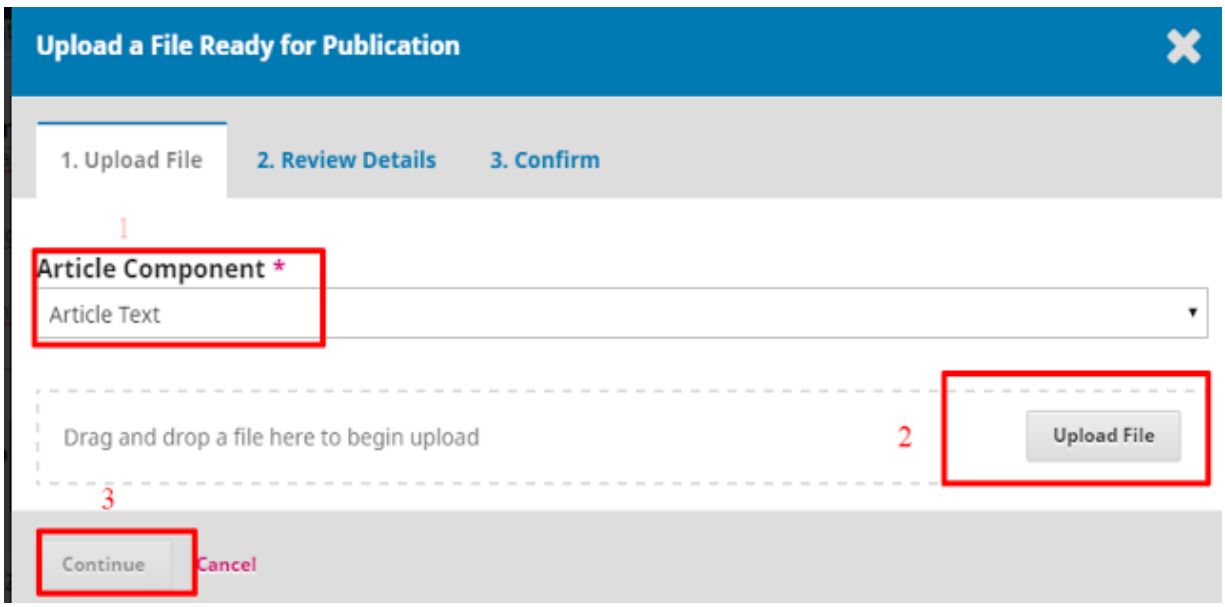 Upload a File Ready for Publication
1. Upload File 2. Review Details 3. Confirm
1
Article Component *
Article Text
Drag and drop a file here to begin upload 2 Upload File
3
Continue Cancel